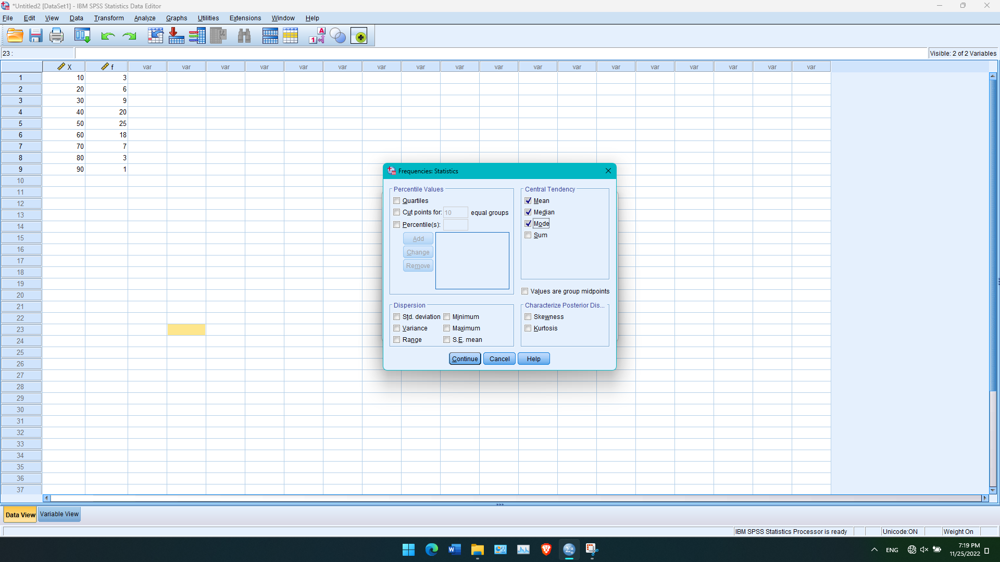 *Untitled2 [DataSet1] - IBM SPSS Statistics Data Editor
File Edit View Data Transform Analyze Graphs Utilities Extensions Window Help
23 :
Visible: 2 of 2 Variables
X f var var var var var var var var var var var var var var var var var var
1 10 3
2 20 6
3 30 9
4 40 20
5 50 25
6 60 18
7 70 7
8 80 3
9 90 1
10
11
12
13
14
15
16
17
18
19
20
21
22
23
24
25
26
27
28
29
30
31
32
33
34
35
36
37
Frequencies: Statistics
Percentile Values
Quartiles
Cut points for: 10 equal groups
Percentile(s):
Add
Change
Remove
Central Tendency
Mean
Median
Mode
Sum
Values are group midpoints
Dispersion
Std. deviation Minimum
Variance Maximum
Range S.E. mean
Characterize Posterior Dis...
Skewness
Kurtosis
Continue Cancel Help
Data View Variable View
IBM SPSS Statistics Processor is ready Unicode:ON Weight On
ENG
7:19 PM
11/25/2022